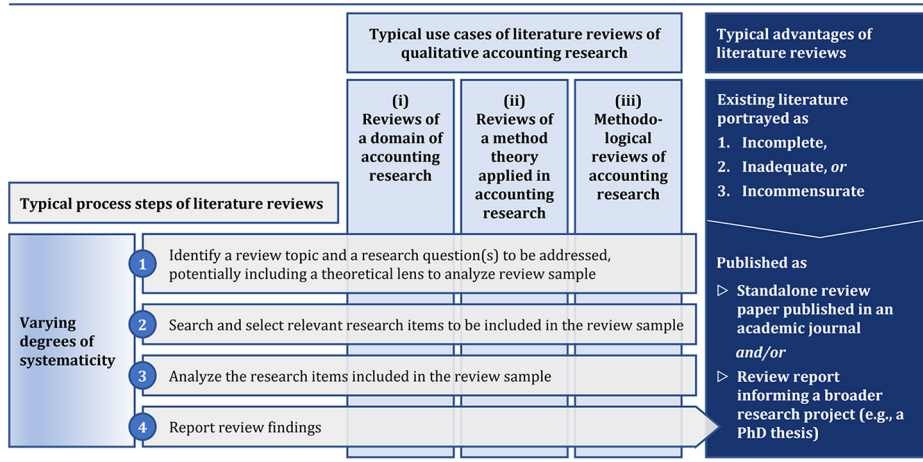 Typical use cases of literature reviews of
qualitative accounting research
Typical advantages of
literature reviews
(i)
Reviews of
a domain of
accounting
research
(ii)
Reviews of
a method
theory
applied in
accounting
research
(iii)
Methodo-
logical
reviews of
accounting
research
Existing literature
portrayed as
1. Incomplete,
2. Inadequate, or
3. Incommensurate
Typical process steps of literature reviews
Varying
degrees of
systematicity
1
Identify a review topic and a research question(s) to be addressed,
potentially including a theoretical lens to analyze review sample
2
Search and select relevant research items to be included in the review sample
3
Analyze the research items included in the review sample
4
Report review findings
Published as
▷ Standalone review
paper published in an
academic journal
and/or
▷ Review report
informing a broader
research project (e.g., a
PhD thesis)